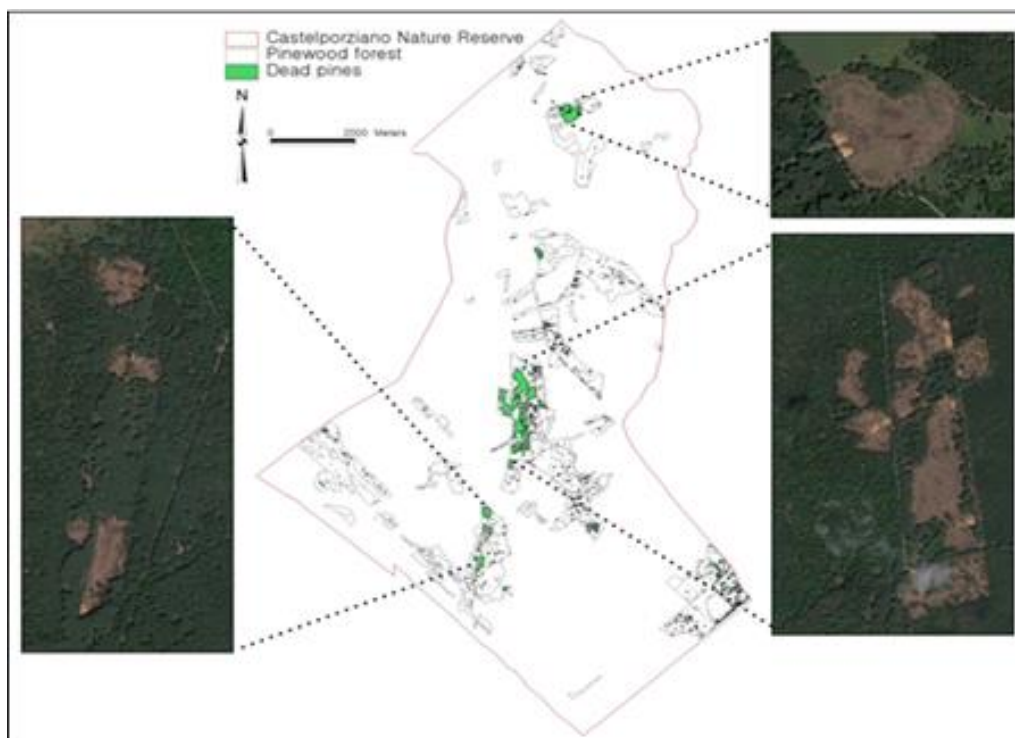 Castelporziano Nature Reserve
Pinewood forest
Dead pines
N
0 2000 Meters